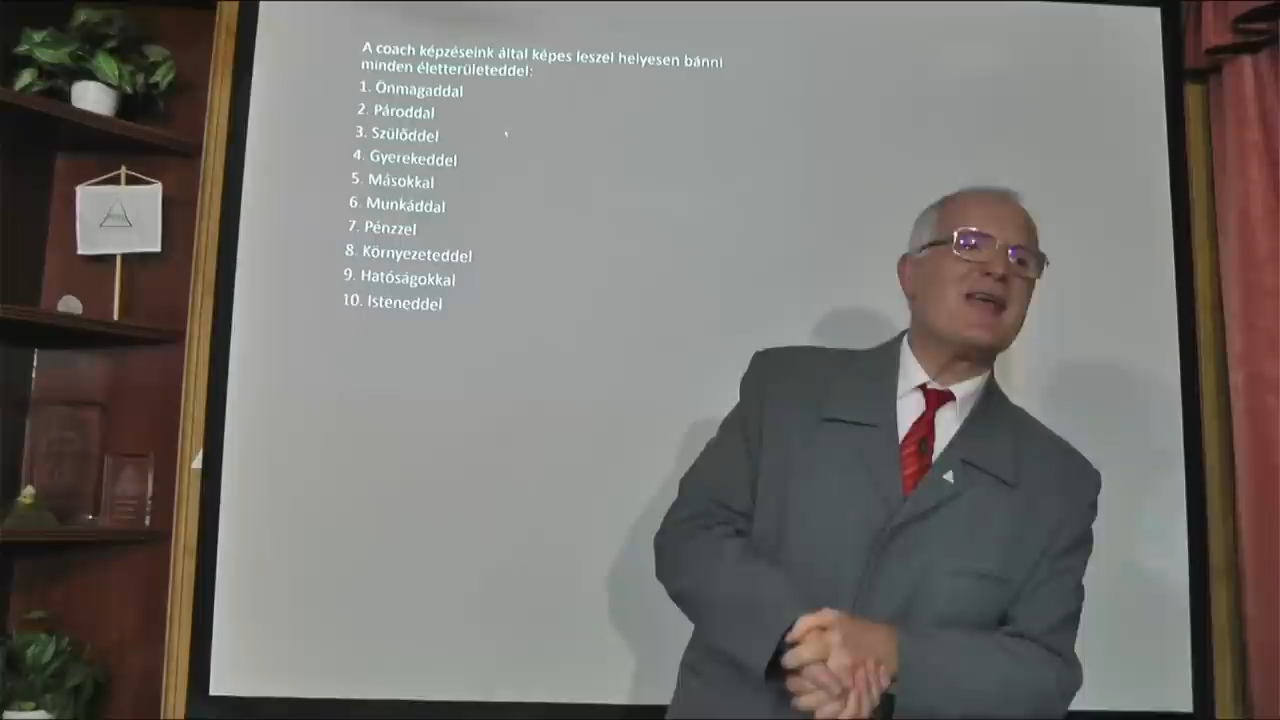 A coach képzéseink által képes leszel helyesen bánni
minden életterületeddel:
1. Önmagaddal
2. Pároddal
3. Szülőddel
4. Gyerekeddel
5. Másokkal
6. Munkáddal
7. Pénzzel
8. Környezeteddel
9. Hatóságokkal
10. Isteneddel